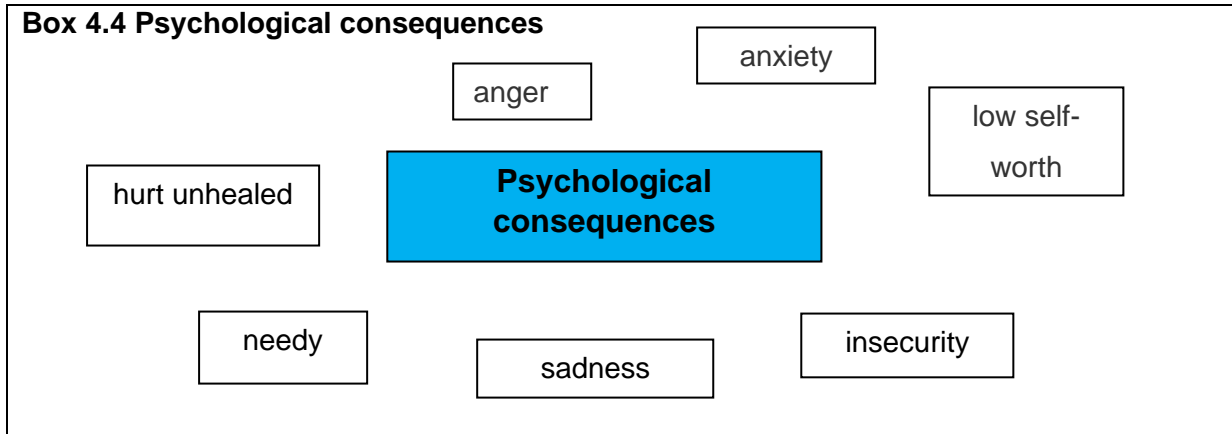 Box 4.4 Psychological consequences
anxiety
anger
low self-
worth
Psychological
consequences
hurt unhealed
needy
sadness
insecurity